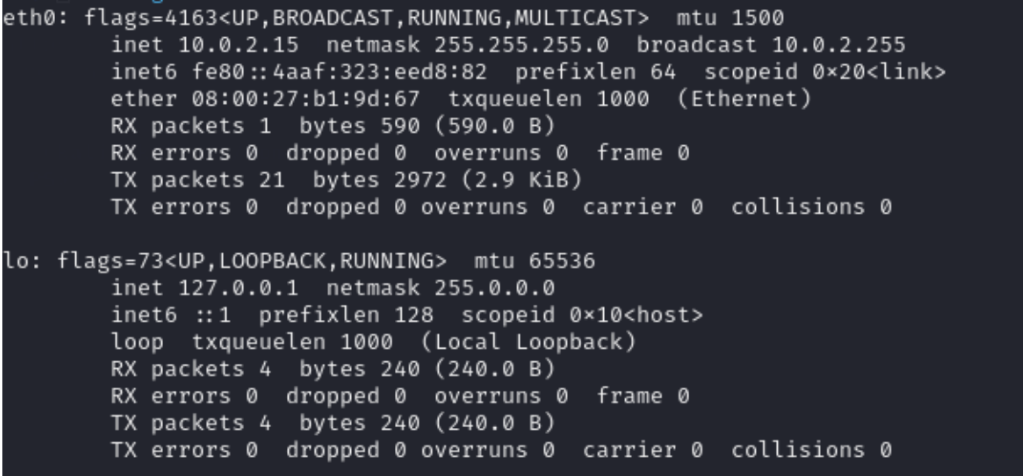 eth0: flags=4163<UP,BROADCAST,RUNNING,MULTICAST>  mtu 1500
        inet 10.0.2.15  netmask 255.255.255.0  broadcast 10.0.2.255
        inet6 fe80::4aaf:323:eed8:82  prefixlen 64  scopeid 0×20<link>
        ether 08:00:27:b1:9d:67  txqueuelen 1000  (Ethernet)
        RX packets 1  bytes 590 (590.0 B)
        RX errors 0  dropped 0  overruns 0  frame 0
        TX packets 21  bytes 2972 (2.9 KiB)
        TX errors 0  dropped 0 overruns 0  carrier 0  collisions 0

lo: flags=73<UP,LOOPBACK,RUNNING>  mtu 65536
        inet 127.0.0.1  netmask 255.0.0.0
        inet6 ::1  prefixlen 128  scopeid 0×10<host>
        loop  txqueuelen 1000  (Local Loopback)
        RX packets 4  bytes 240 (240.0 B)
        RX errors 0  dropped 0  overruns 0  frame 0
        TX packets 4  bytes 240 (240.0 B)
        TX errors 0  dropped 0 overruns 0  carrier 0  collisions 0